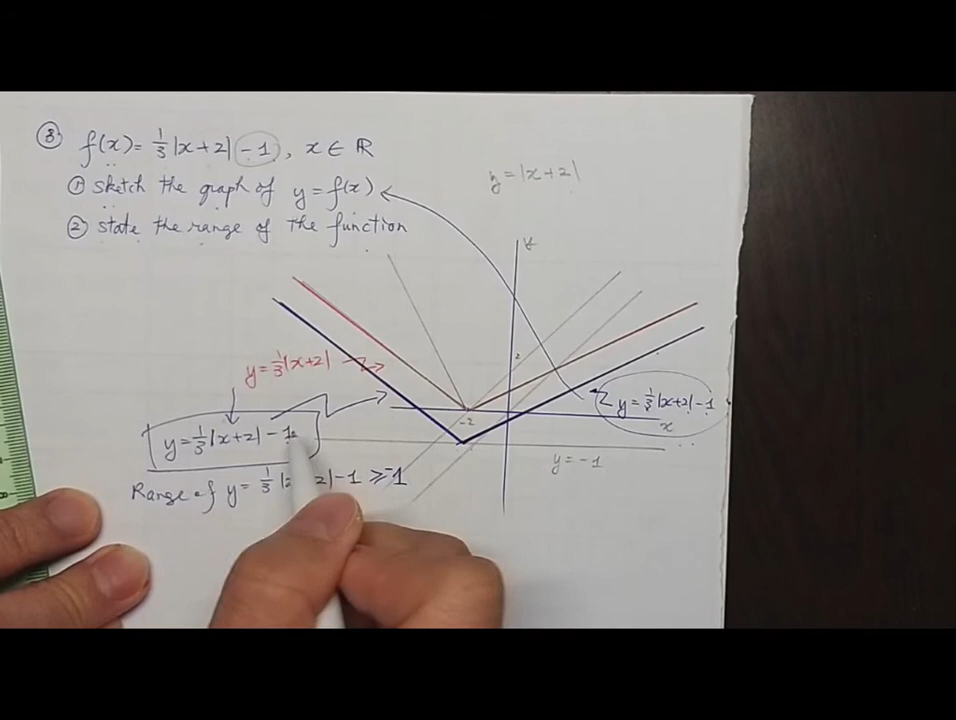 ③ f(x) = 1/3 |x+2| - 1, x ∈ ℝ
① sketch the graph of y = f(x)
② state the range of the function
y = |x+2|
y
2
y = 1/3 |x+2|
y = 1/3 |x+2| - 1
-2
x
y = 1/3 |x+2| - 1
y = -1
Range of y = 1/3 | 2| - 1 ≥ -1